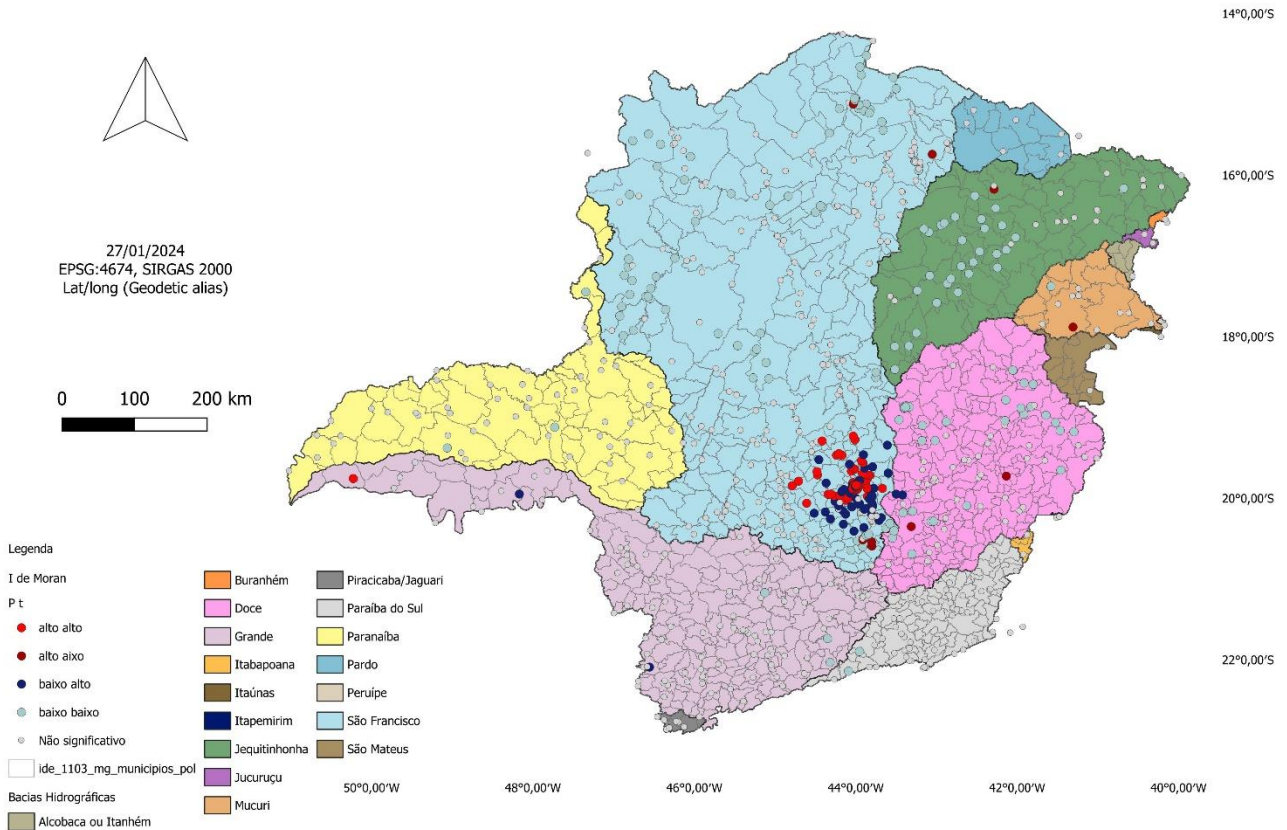 14°0,00′S
16°0,00′S
27/01/2024
EPSG:4674, SIRGAS 2000
Lat/long (Geodetic alias)
18°0,00′S
0 100 200 km
20°0,00′S
Legenda
I de Moran
P t
alto alto
alto aixo
baixo alto
baixo baixo
Não significativo
ide_1103_mg_municipios_pol
Bacias Hidrográficas
Alcobaca ou Itanhém
Buranhém
Doce
Grande
Itabapoana
Itaúnas
Itapemirim
Jequitinhonha
Jucuruçu
Mucuri
Piracicaba/Jaguari
Paraíba do Sul
Paranaíba
Pardo
Peruípe
São Francisco
São Mateus
22°0,00′S
50°0,00′W 48°0,00′W 46°0,00′W 44°0,00′W 42°0,00′W 40°0,00′W